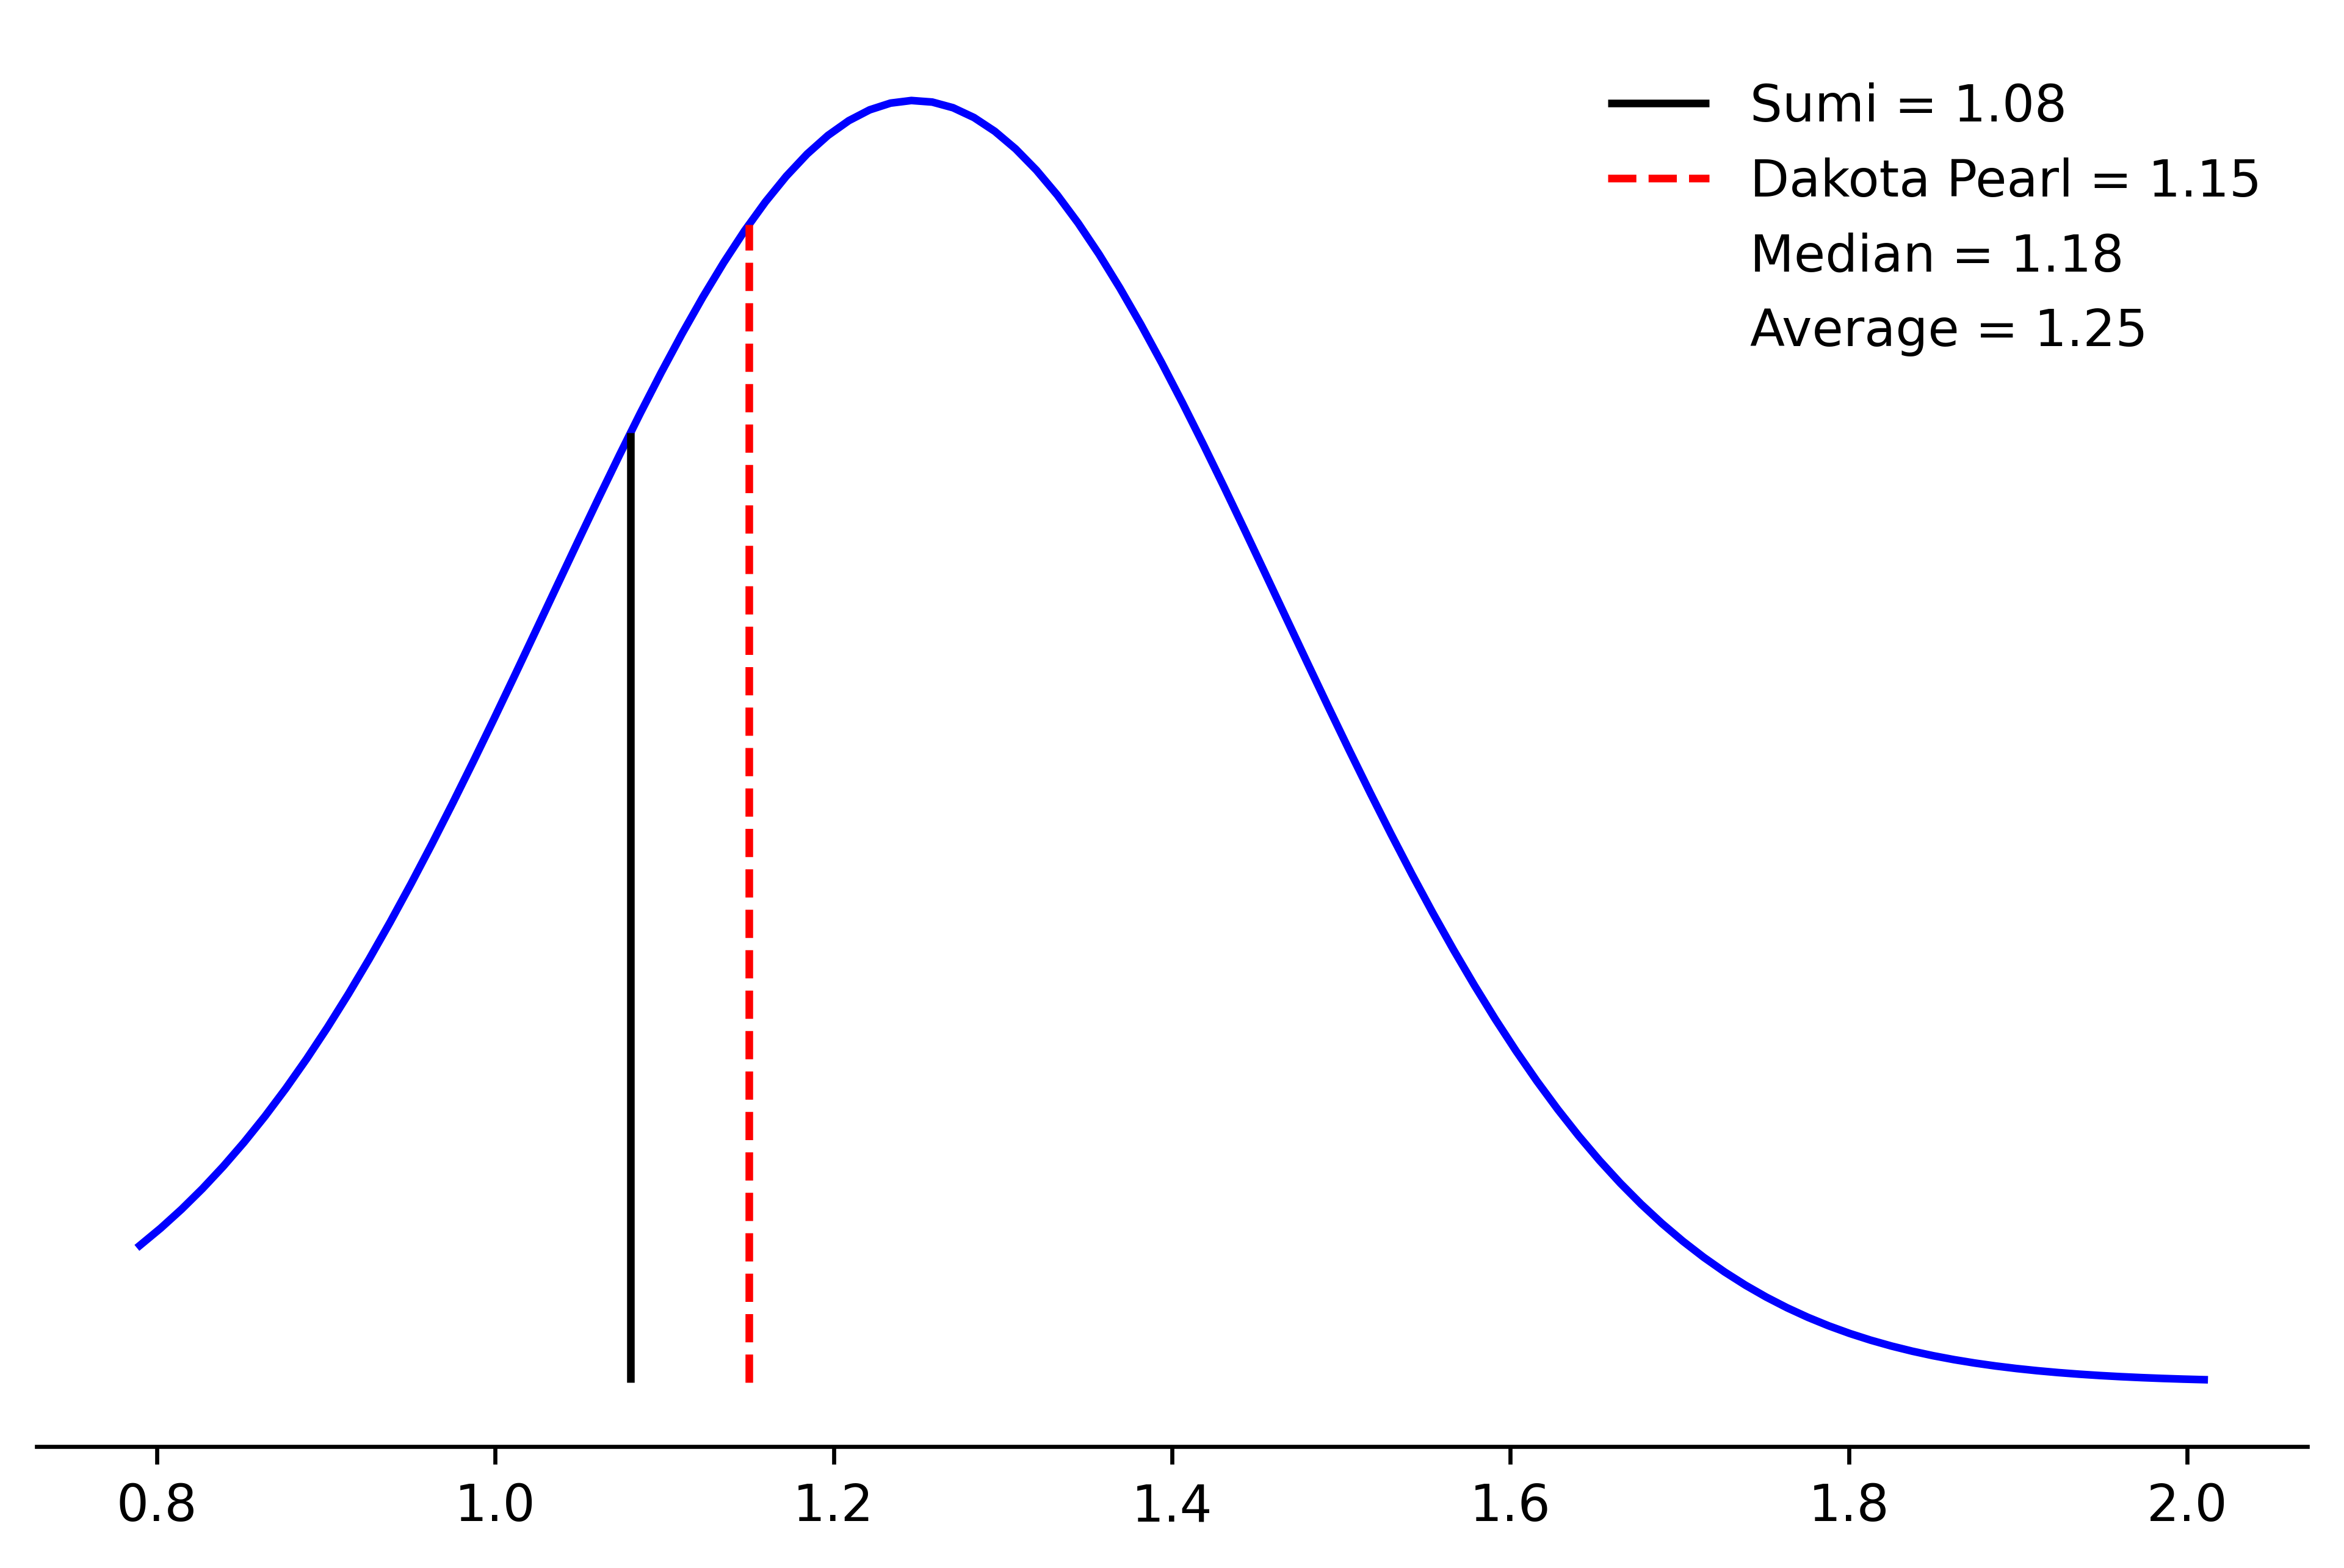 Sumi = 1.08
Dakota Pearl = 1.15
Median = 1.18
Average = 1.25
0.8 1.0 1.2 1.4 1.6 1.8 2.0